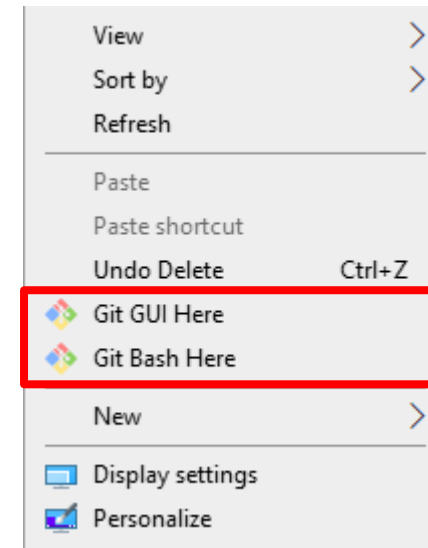 View
Sort by
Refresh
Paste
Paste shortcut
Undo Delete Ctrl+Z
Git GUI Here
Git Bash Here
New
Display settings
Personalize